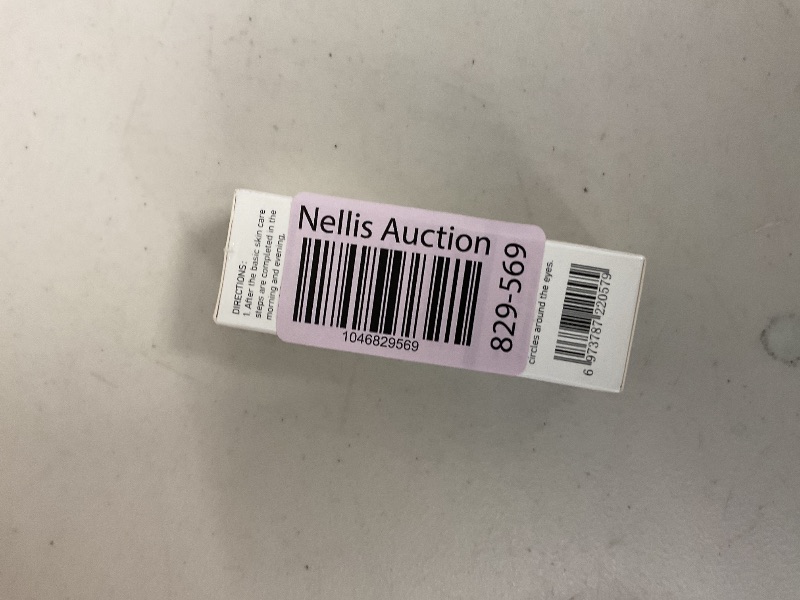 DIRECTIONS:
1. After the basic skin care
steps are completed in the
morning and evening,
Nellis Auction
1046829569
829-569
circles around the eyes.
6 973787 220579